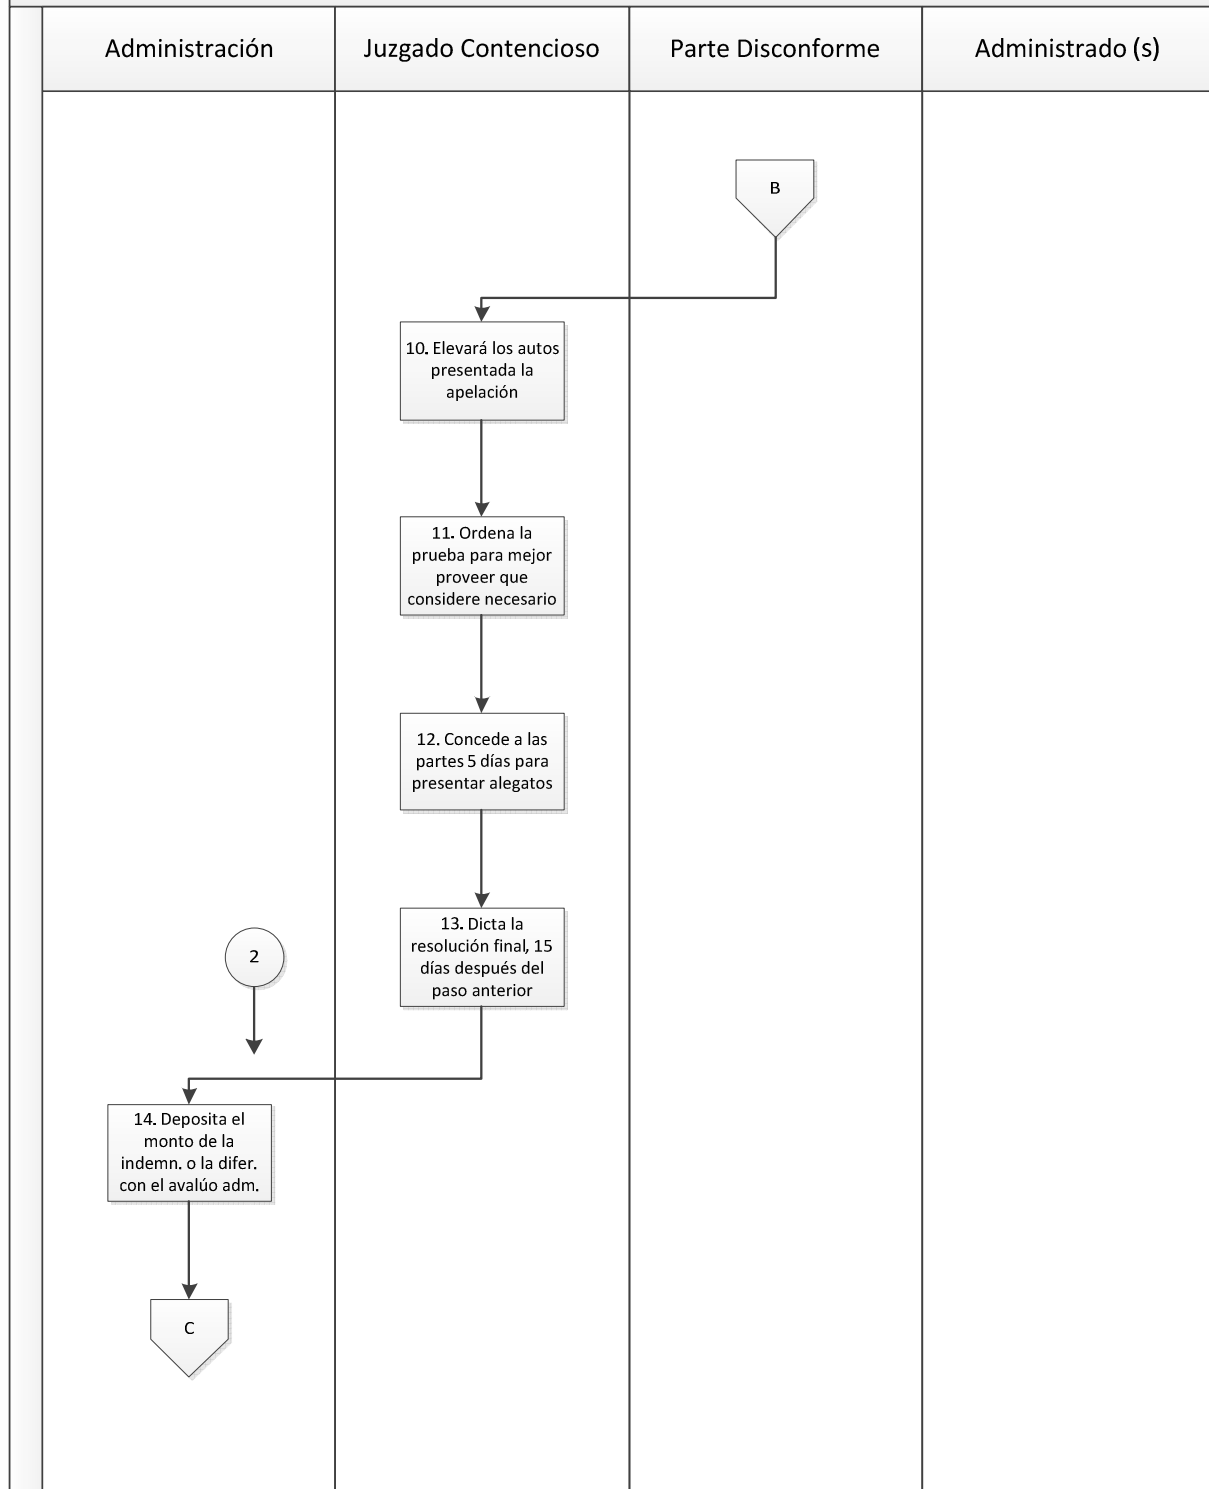 Administración
Juzgado Contencioso
Parte Disconforme
Administrado (s)
B
10. Elevará los autos
presentada la
apelación
11. Ordena la
prueba para mejor
proveer que
considere necesario
12. Concede a las
partes 5 días para
presentar alegatos
13. Dicta la
resolución final, 15
días después del
paso anterior
2
14. Deposita el
monto de la
indemn. o la difer.
con el avalúo adm.
C